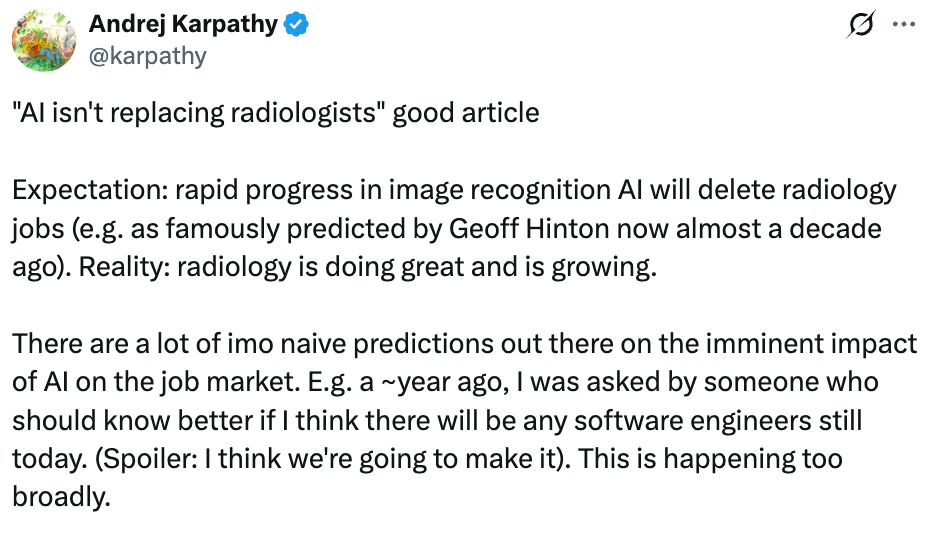 Andrej Karpathy
@karpathy
"AI isn't replacing radiologists" good article
Expectation: rapid progress in image recognition AI will delete radiology
jobs (e.g. as famously predicted by Geoff Hinton now almost a decade
ago). Reality: radiology is doing great and is growing.
There are a lot of imo naive predictions out there on the imminent impact
of AI on the job market. E.g. a ~year ago, I was asked by someone who
should know better if I think there will be any software engineers still
today. (Spoiler: I think we're going to make it). This is happening too
broadly.